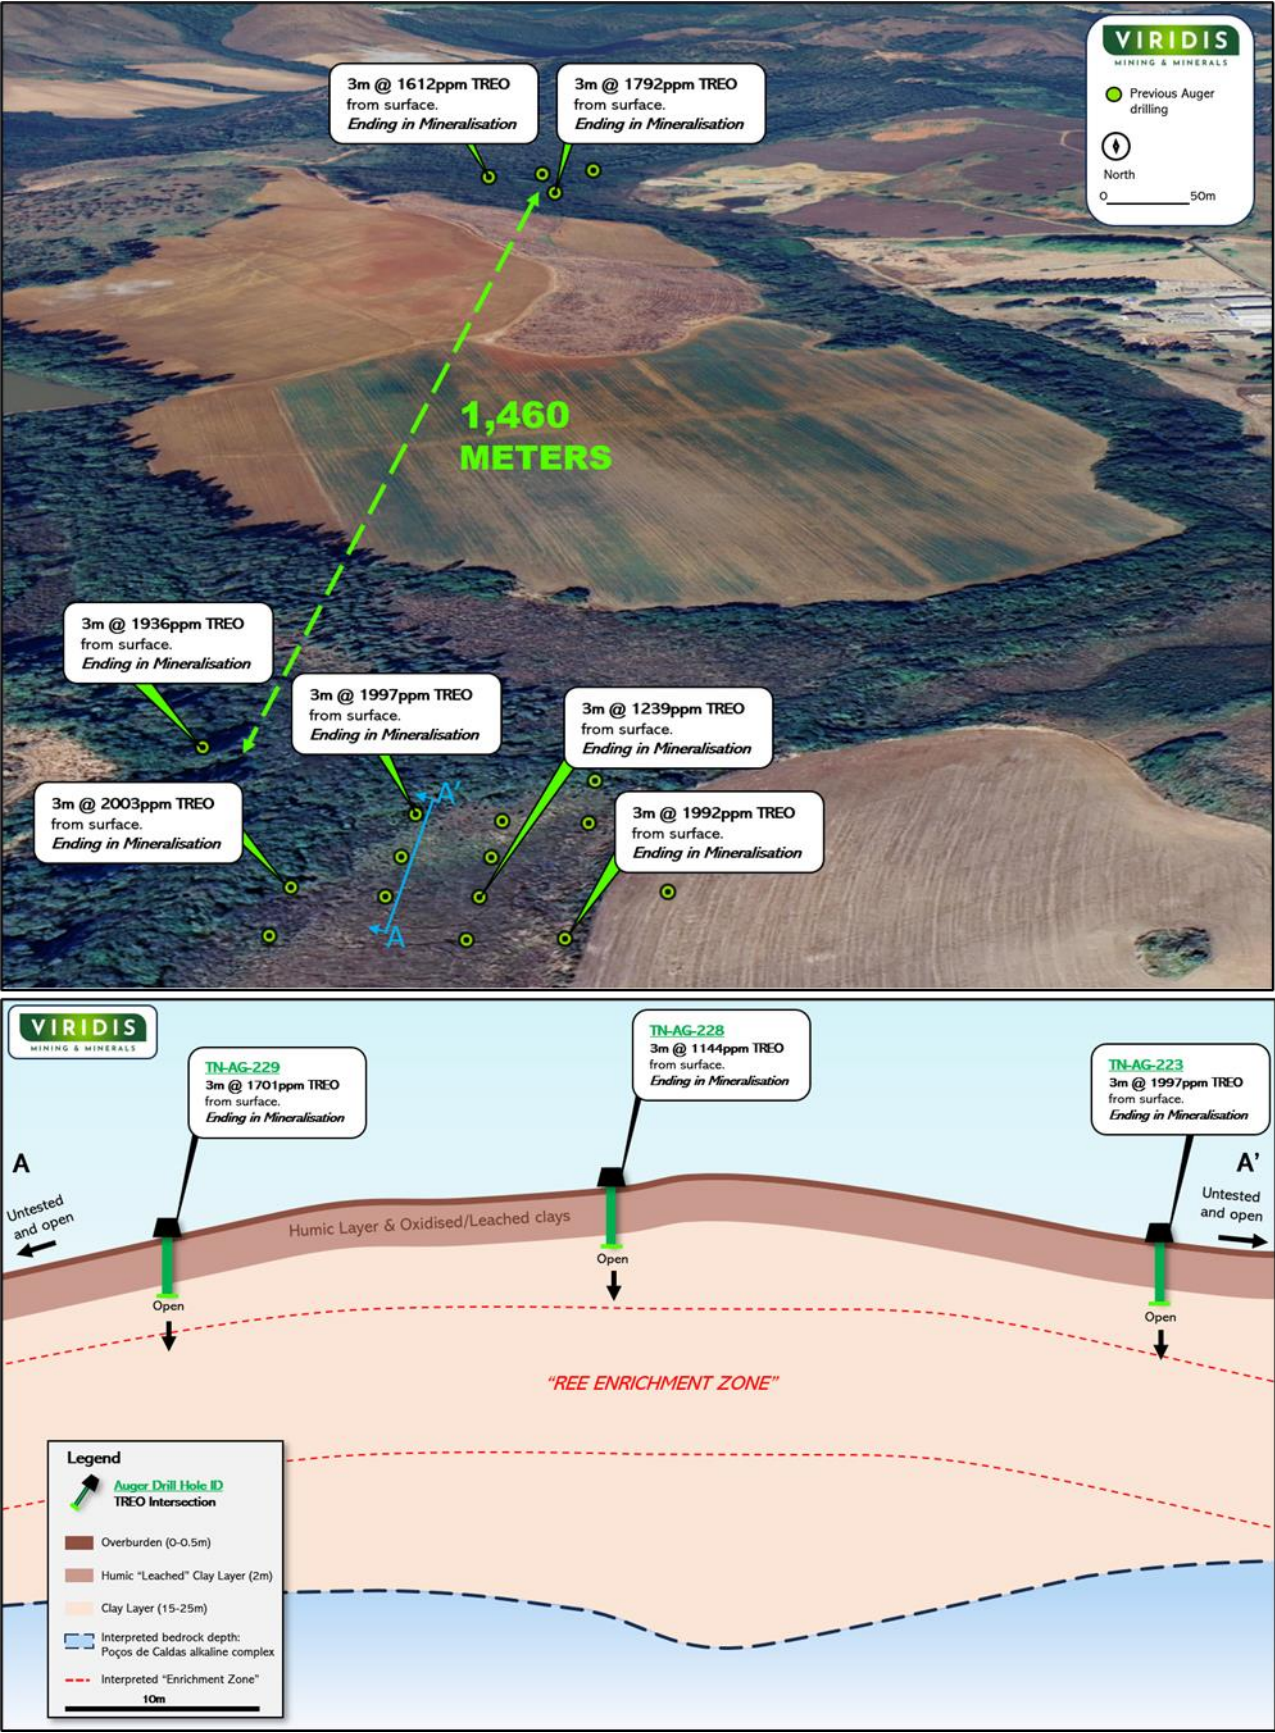 VIRIDIS
MINING & MINERALS
Previous Auger
drilling
North
0
50m
3m @ 1612ppm TREO
from surface.
Ending in Mineralisation
3m @ 1792ppm TREO
from surface.
Ending in Mineralisation
1,460
METERS
3m @ 1936ppm TREO
from surface.
Ending in Mineralisation
3m @ 1997ppm TREO
from surface.
Ending in Mineralisation
3m @ 1239ppm TREO
from surface.
Ending in Mineralisation
3m @ 2003ppm TREO
from surface.
Ending in Mineralisation
3m @ 1992ppm TREO
from surface.
Ending in Mineralisation
A'
A
VIRIDIS
MINING & MINERALS
TN-AG-229
3m @ 1701ppm TREO
from surface.
Ending in Mineralisation
TN-AG-228
3m @ 1144ppm TREO
from surface.
Ending in Mineralisation
TN-AG-223
3m @ 1997ppm TREO
from surface.
Ending in Mineralisation
A
A'
Untested
and open
Untested
and open
Humic Layer & Oxidised/Leached clays
Open
Open
Open
“REE ENRICHMENT ZONE”
Legend
Auger Drill Hole ID
TREO Intersection
Overburden (0-0.5m)
Humic “Leached” Clay Layer (2m)
Clay Layer (15-25m)
Interpreted bedrock depth:
Poços de Caldas alkaline complex
Interpreted “Enrichment Zone”
10m